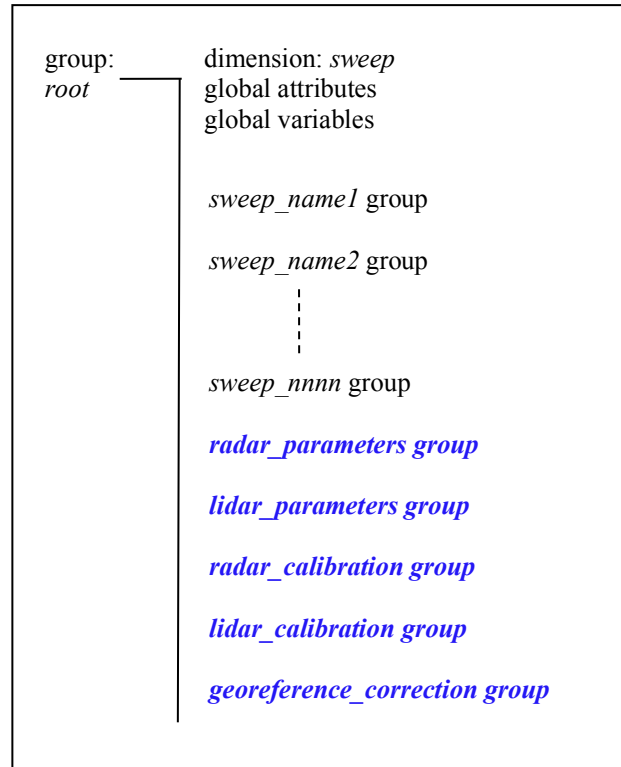 group: dimension: sweep
root global attributes
global variables
sweep_name1 group
sweep_name2 group
sweep_nnnn group
radar_parameters group
lidar_parameters group
radar_calibration group
lidar_calibration group
georeference_correction group